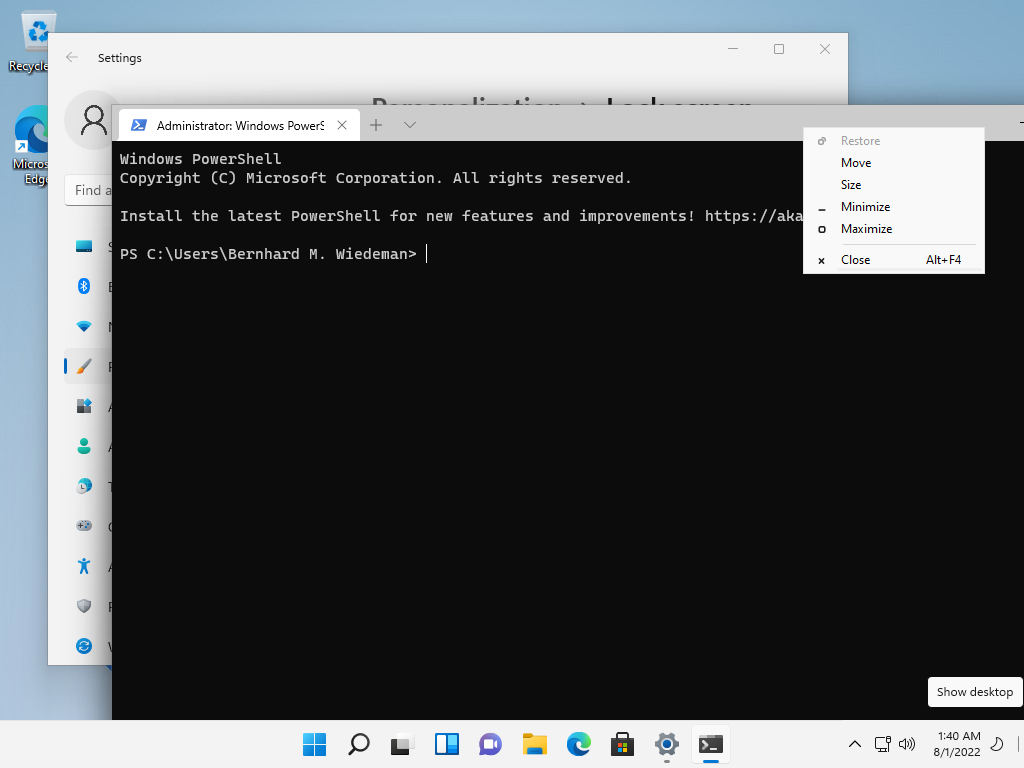 Recycle
Settings
Personalization > Lock screen
Administrator: Windows PowerS
Micros
Edge
Find a
Windows PowerShell
Copyright (C) Microsoft Corporation. All rights reserved.
Install the latest PowerShell for new features and improvements! https://aka
PS C:\Users\Bernhard M. Wiedeman>
Restore
Move
Size
Minimize
Maximize
Close Alt+F4
Show desktop
1:40 AM
8/1/2022